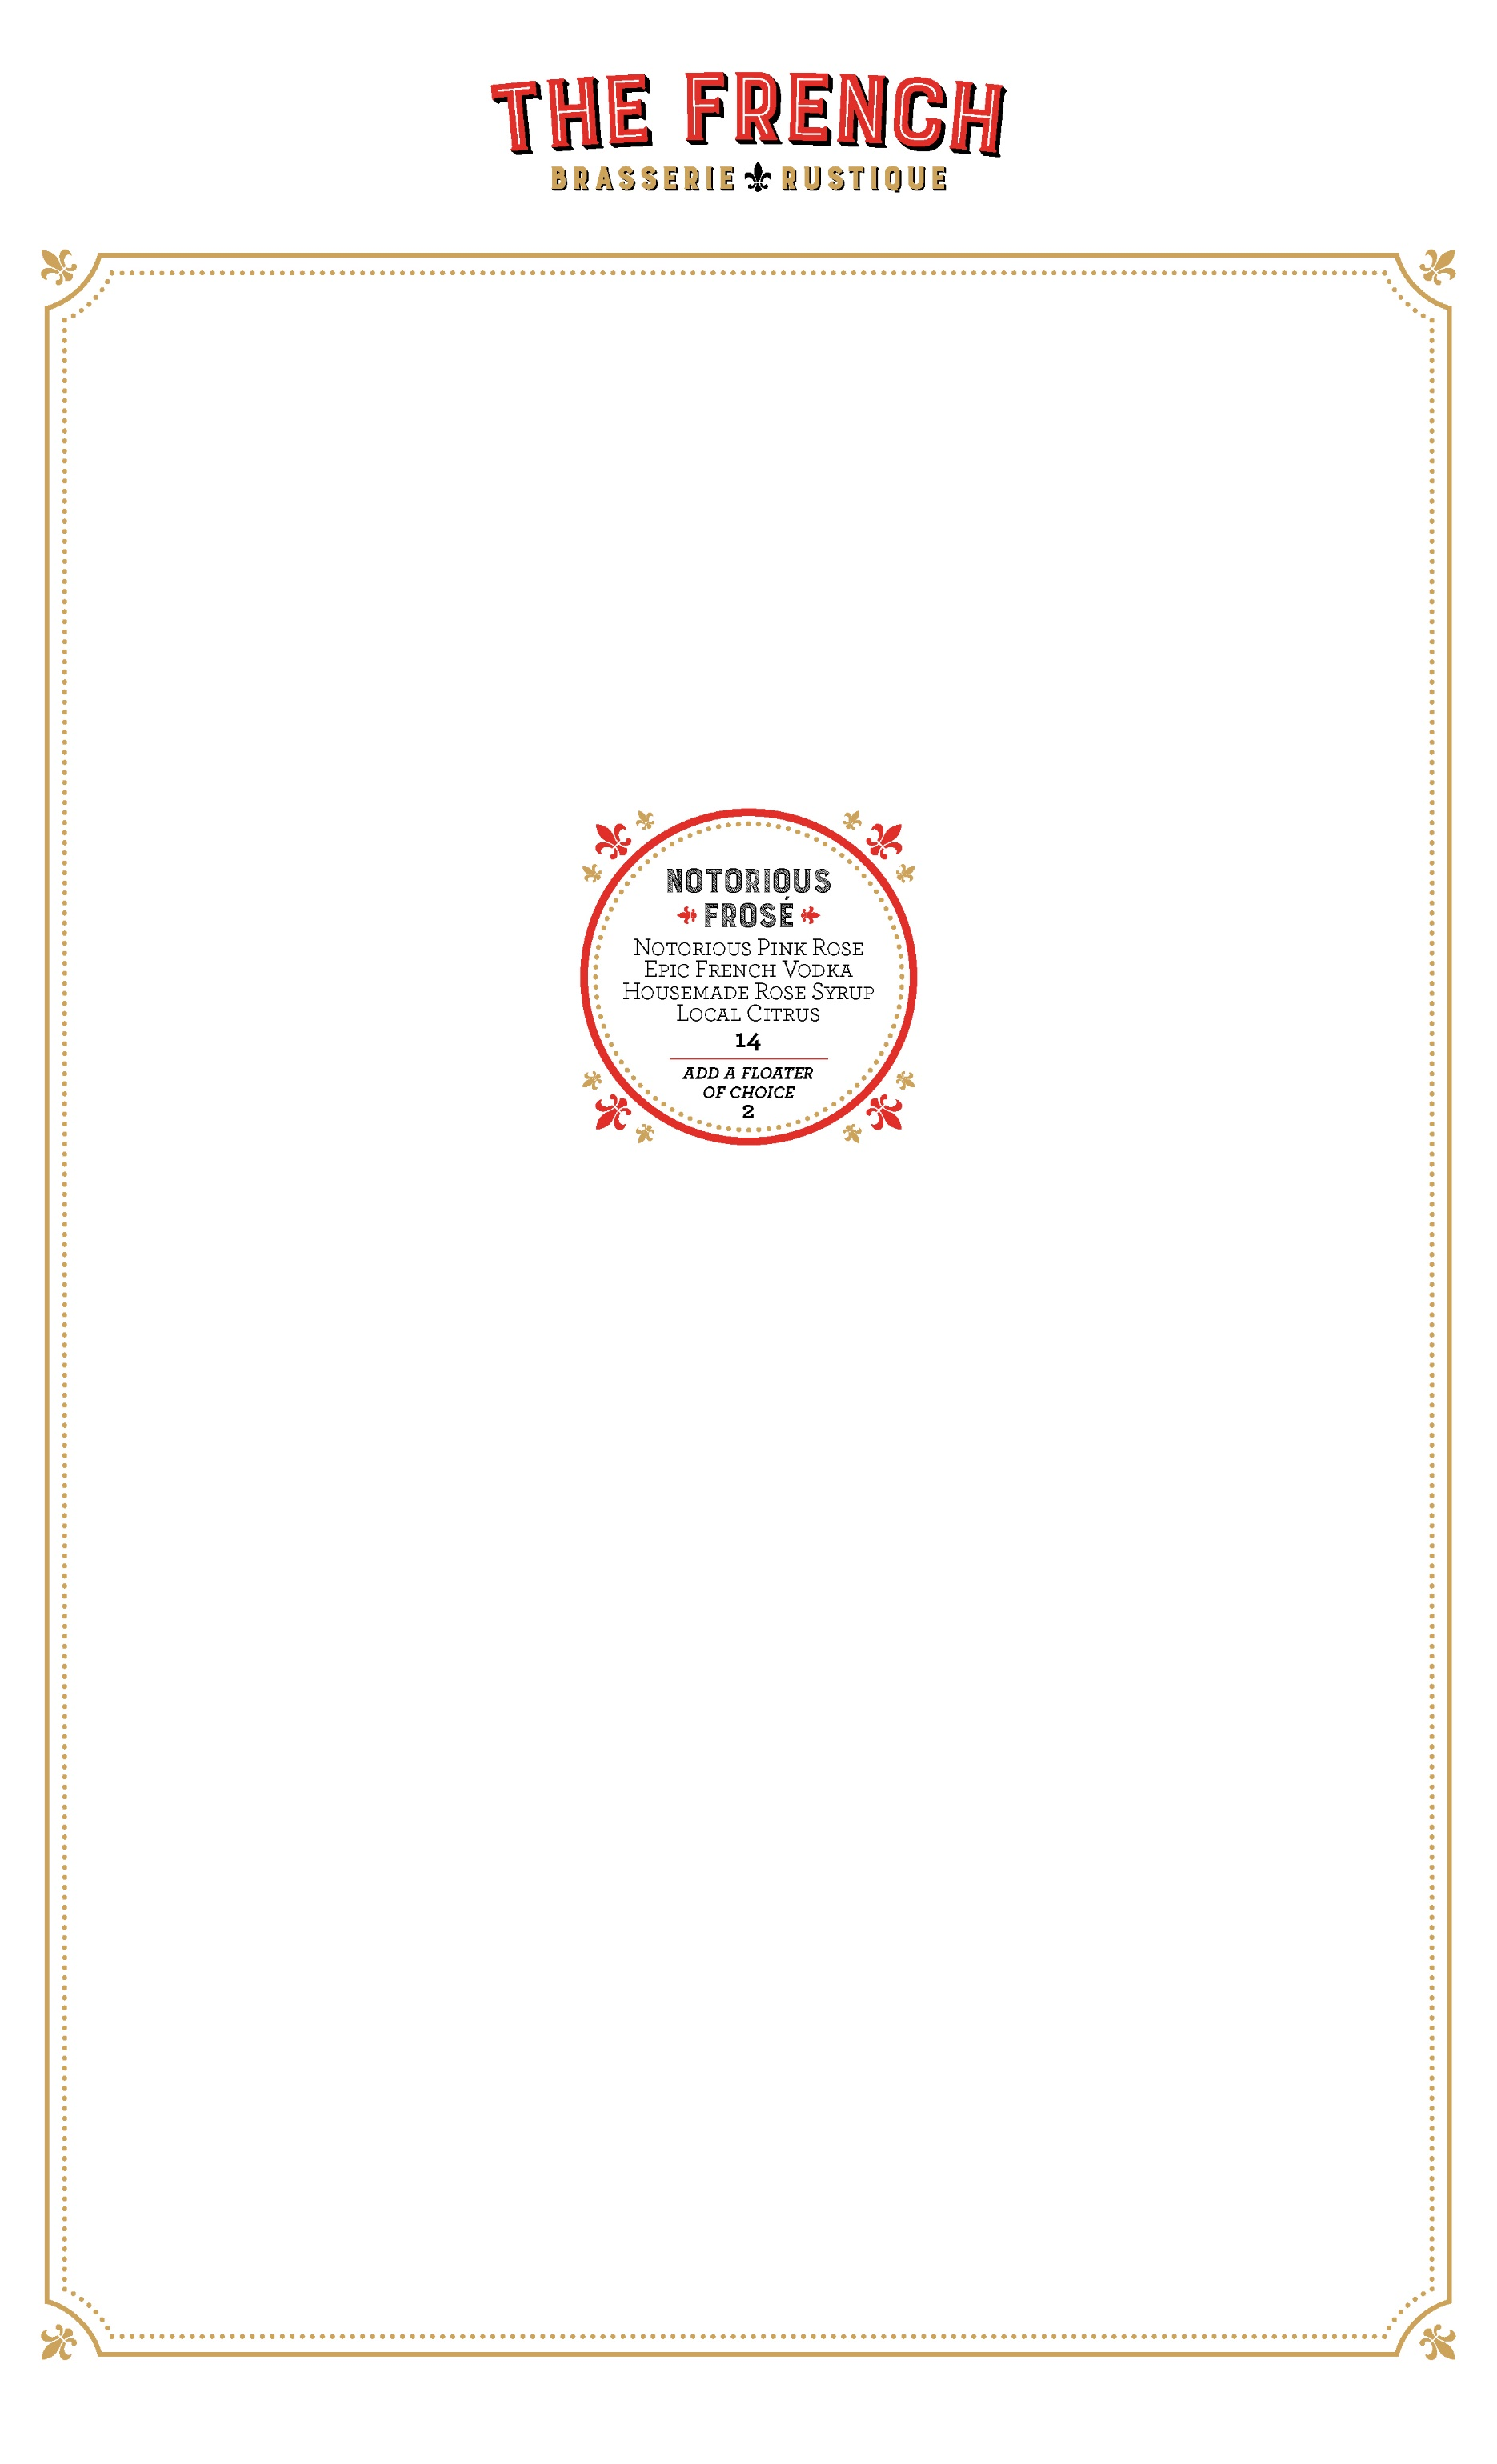 THE FRENCH
BRASSERIE RUSTIQUE
NOTORIOUS
FROSÉ
Notorious Pink Rose
Epic French Vodka
Housemade Rose Syrup
Local Citrus
14
ADD A FLOATER
OF CHOICE
2